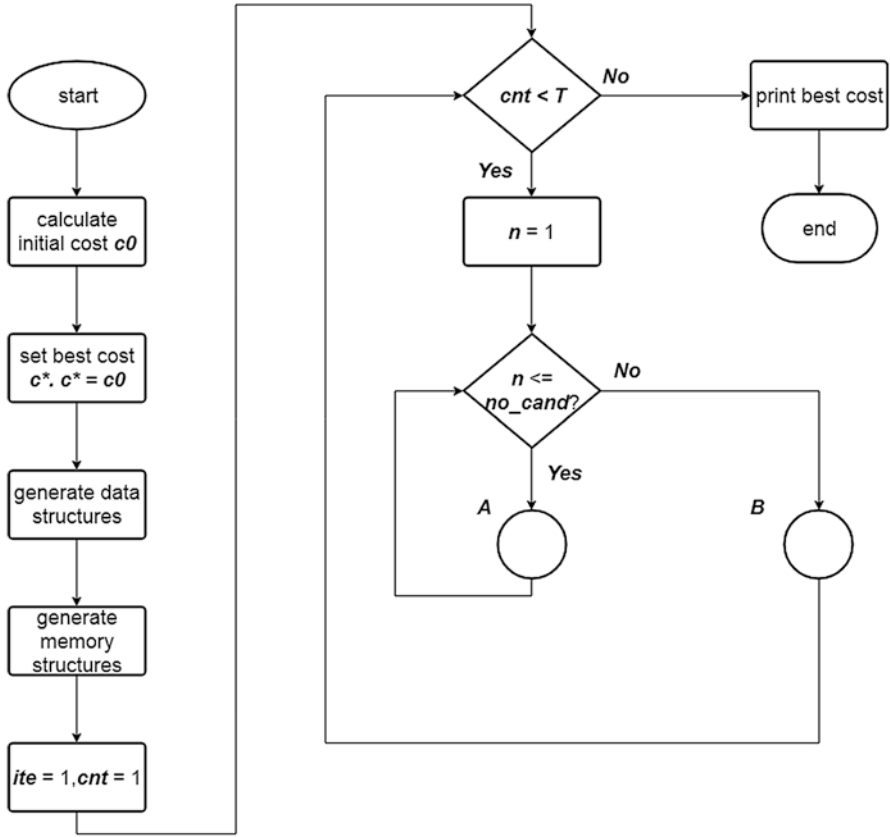 start
calculate
initial cost c0
set best cost
c*. c* = c0
generate data
structures
generate
memory
structures
ite = 1,cnt = 1
cnt < T
No
Yes
print best cost
end
n = 1
n <=
no_cand?
No
Yes
A
B